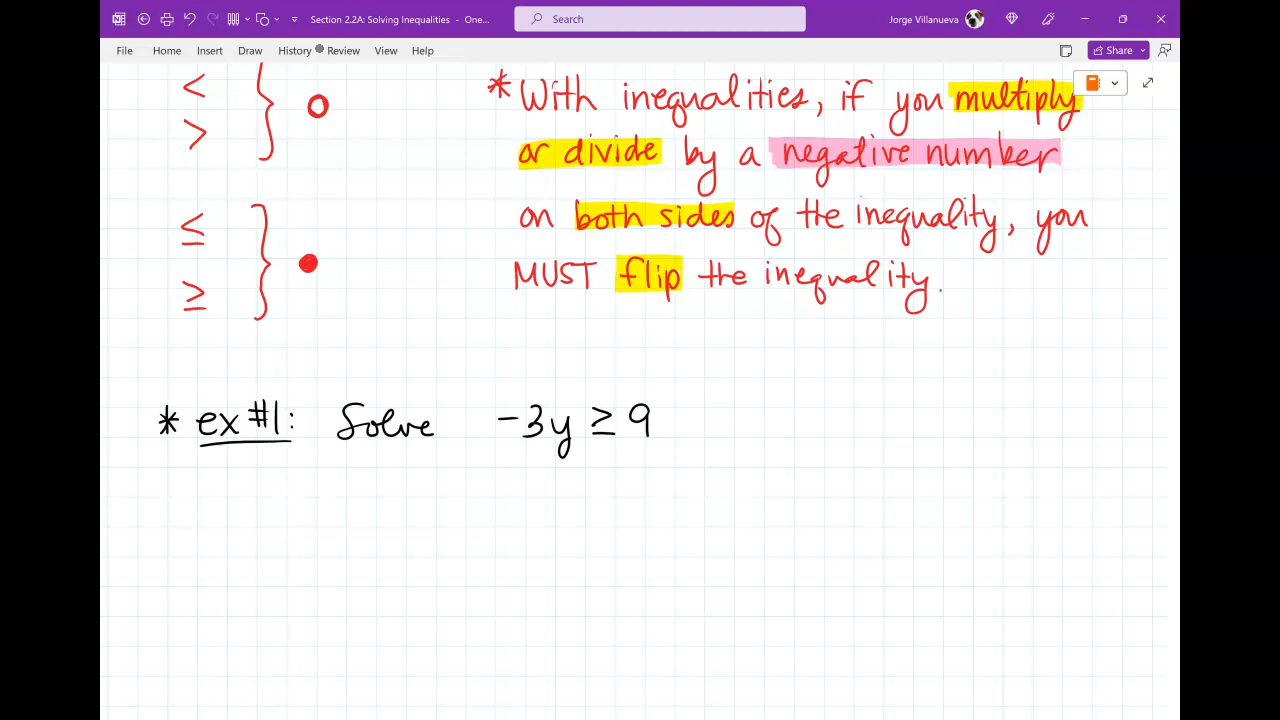 Section 2.2A: Solving Inequalities - One...
Search
Jorge Villanueva
File Home Insert Draw History Review View Help
Share
<
>
≤
≥
* With inequalities, if you multiply
or divide by a negative number
on both sides of the inequality, you
MUST flip the inequality.
* ex #1: Solve -3y ≥ 9